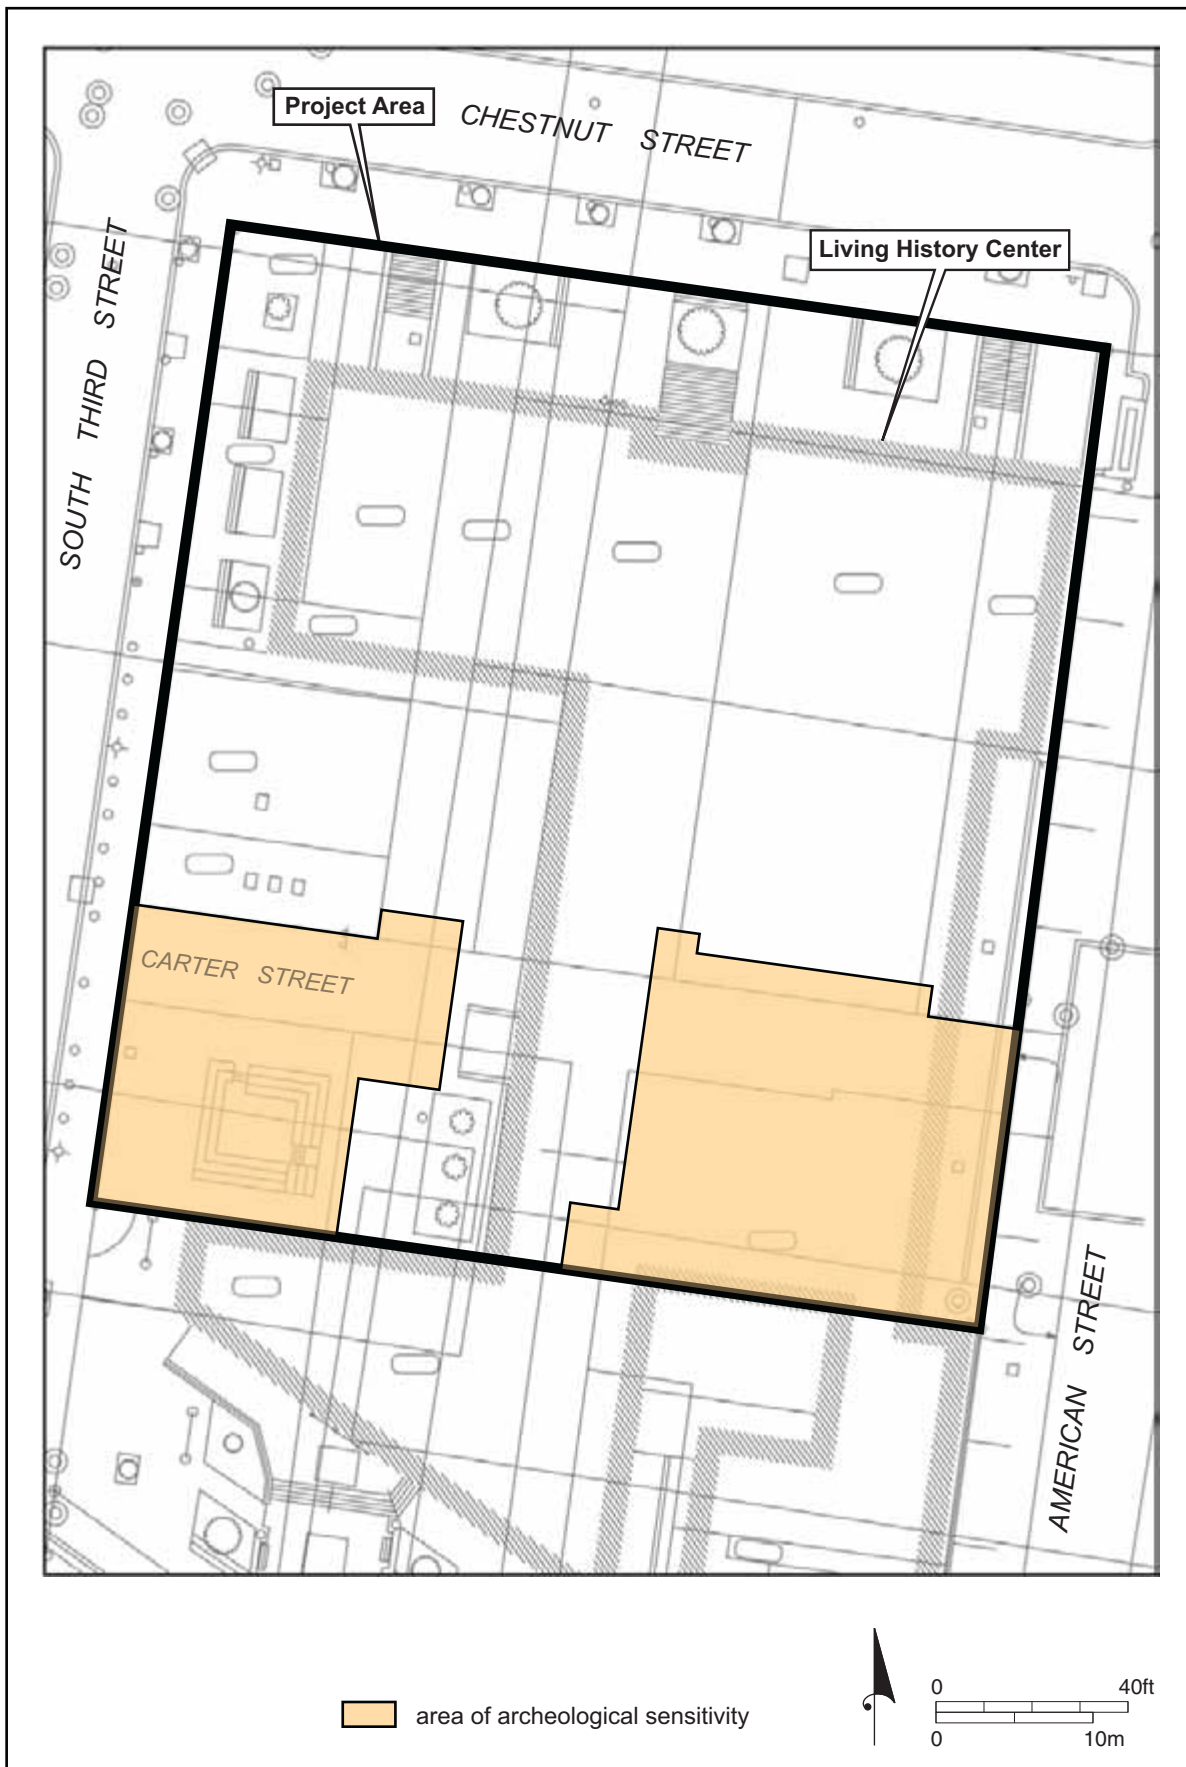 Project Area
CHESTNUT STREET
Living History Center
SOUTH THIRD STREET
CARTER STREET
AMERICAN STREET
area of archeological sensitivity
0 40ft
0 10m